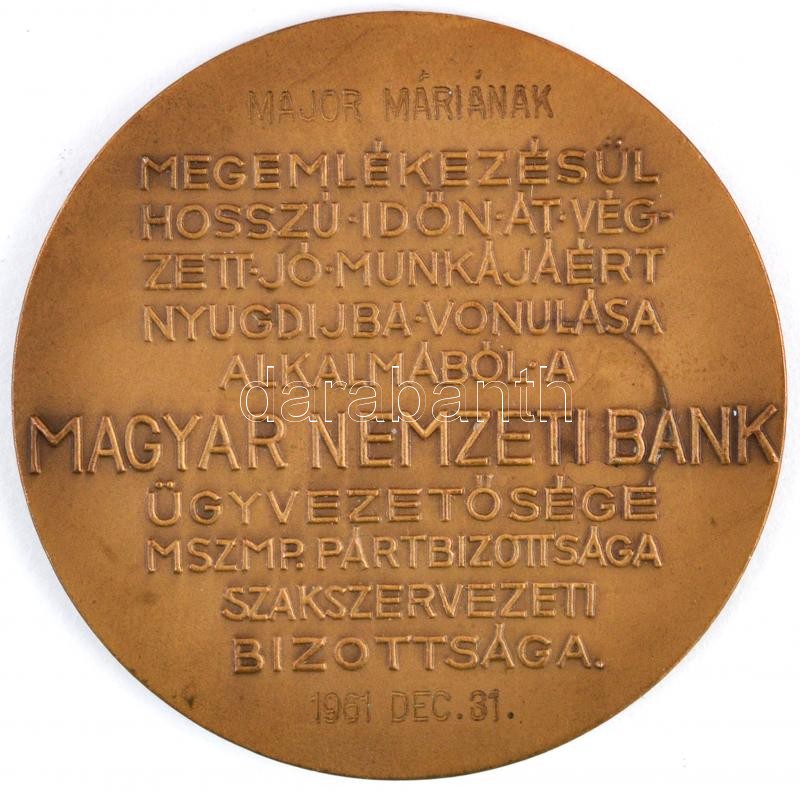 MAJOR MÁRIÁNAK
MEGEMLÉKEZÉSÜL
HOSSZÚ·IDŐN·ÁT·VÉG-
ZETT·JÓ·MUNKÁJÁÉRT
NYUGDIJBA·VONULÁSA
ALKALMÁBÓL·A
darabanth
MAGYAR NEMZETI BANK
ÜGYVEZETŐSÉGE
MSZMP. PÁRTBIZOTTSÁGA
SZAKSZERVEZETI
BIZOTTSÁGA.
1961 DEC. 31.